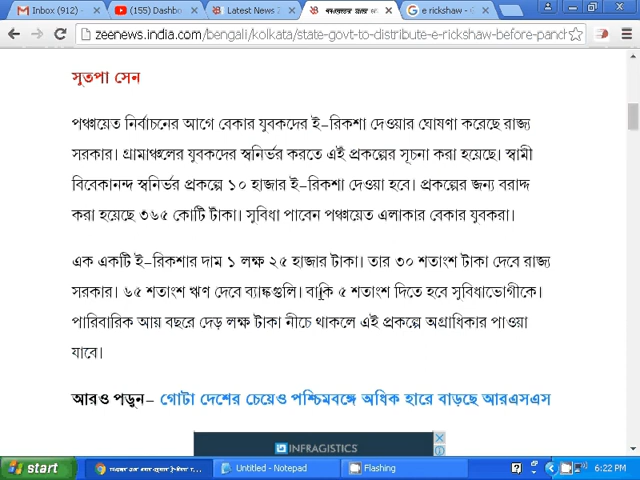 Inbox (912) -
(155) Dashbo
Latest News 2
e rickshaw - G
zeenews.india.com/bengali/kolkata/state-govt-to-distribute-e-rickshaw-before-panch
সুতপা সেন
পঞ্চায়েত নির্বাচনের আগে বেকার যুবকদের ই-রিকশা দেওয়ার ঘোষণা করেছে রাজ্য
সরকার। গ্রামাঞ্চলের যুবকদের স্বনির্ভর করতে এই প্রকল্পের সূচনা করা হয়েছে। স্বামী
বিবেকানন্দ স্বনির্ভর প্রকল্পে ১০ হাজার ই-রিকশা দেওয়া হবে। প্রকল্পের জন্য বরাদ্দ
করা হয়েছে ৩৬৫ কোটি টাকা। সুবিধা পাবেন পঞ্চায়েত এলাকার বেকার যুবকরা।
এক একটি ই-রিকশার দাম ১ লক্ষ ২৫ হাজার টাকা। তার ৩০ শতাংশ টাকা দেবে রাজ্য
সরকার। ৬৫ শতাংশ ঋণ দেবে ব্যাঙ্কগুলি। বাকি ৫ শতাংশ দিতে হবে সুবিধাভোগীকে।
পারিবারিক আয় বছরে দেড় লক্ষ টাকা নীচে থাকলে এই প্রকল্পে অগ্রাধিকার পাওয়া
যাবে।
আরও পড়ুন- গোটা দেশের চেয়েও পশ্চিমবঙ্গে অধিক হারে বাড়ছে আরএসএস
INFRAGISTICS
start
Untitled - Notepad
Flashing
6:22 PM